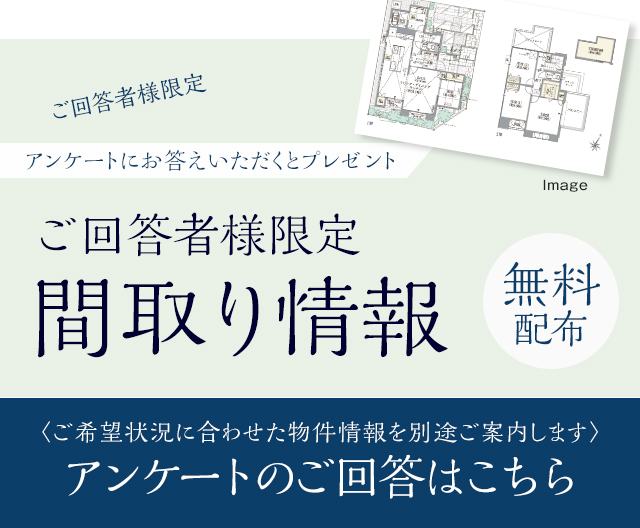 ご回答者様限定
アンケートにお答えいただくとプレゼント
Image
ご回答者様限定
間取り情報
無料
配布
〈ご希望状況に合わせた物件情報を別途ご案内します〉
アンケートのご回答はこちら